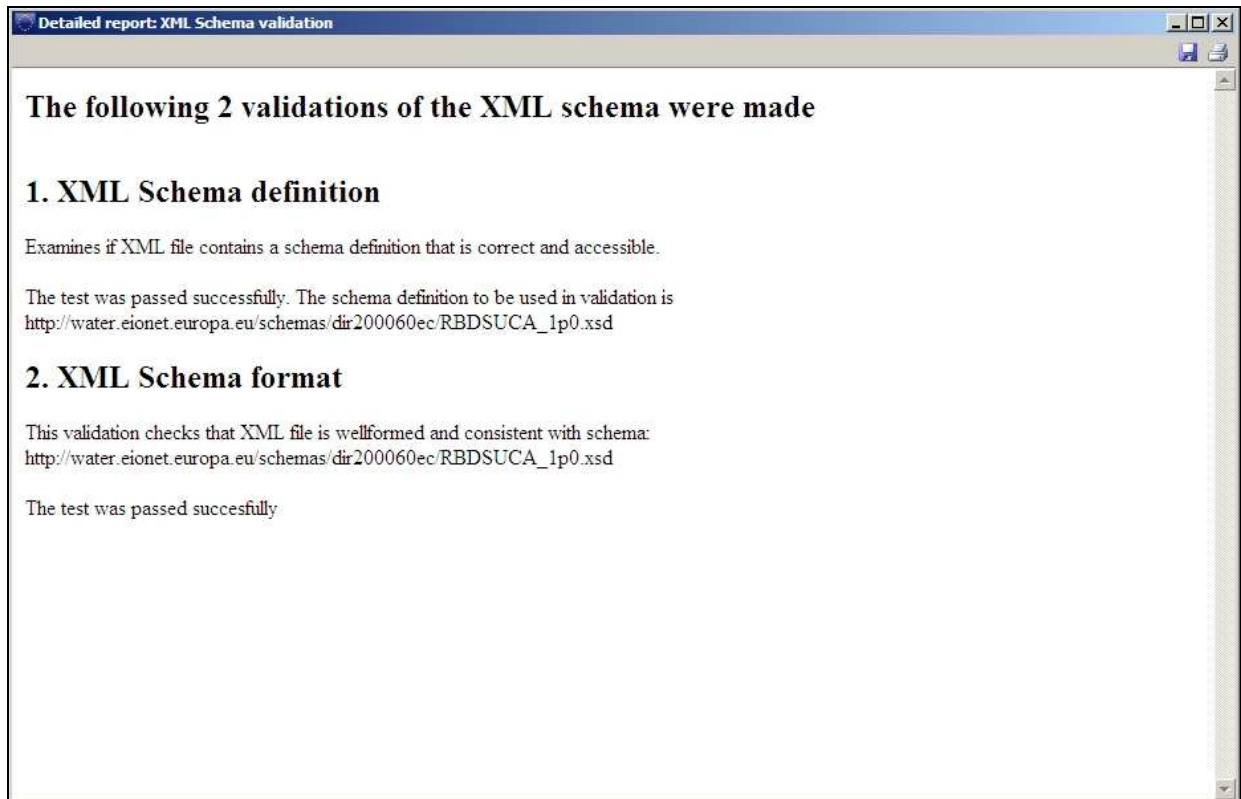 Detailed report: XML Schema validation
The following 2 validations of the XML schema were made
1. XML Schema definition
Examines if XML file contains a schema definition that is correct and accessible.
The test was passed successfully. The schema definition to be used in validation is
http://water.eionet.europa.eu/schemas/dir200060ec/RBDSUCA_1p0.xsd
2. XML Schema format
This validation checks that XML file is wellformed and consistent with schema:
http://water.eionet.europa.eu/schemas/dir200060ec/RBDSUCA_1p0.xsd
The test was passed succesfully